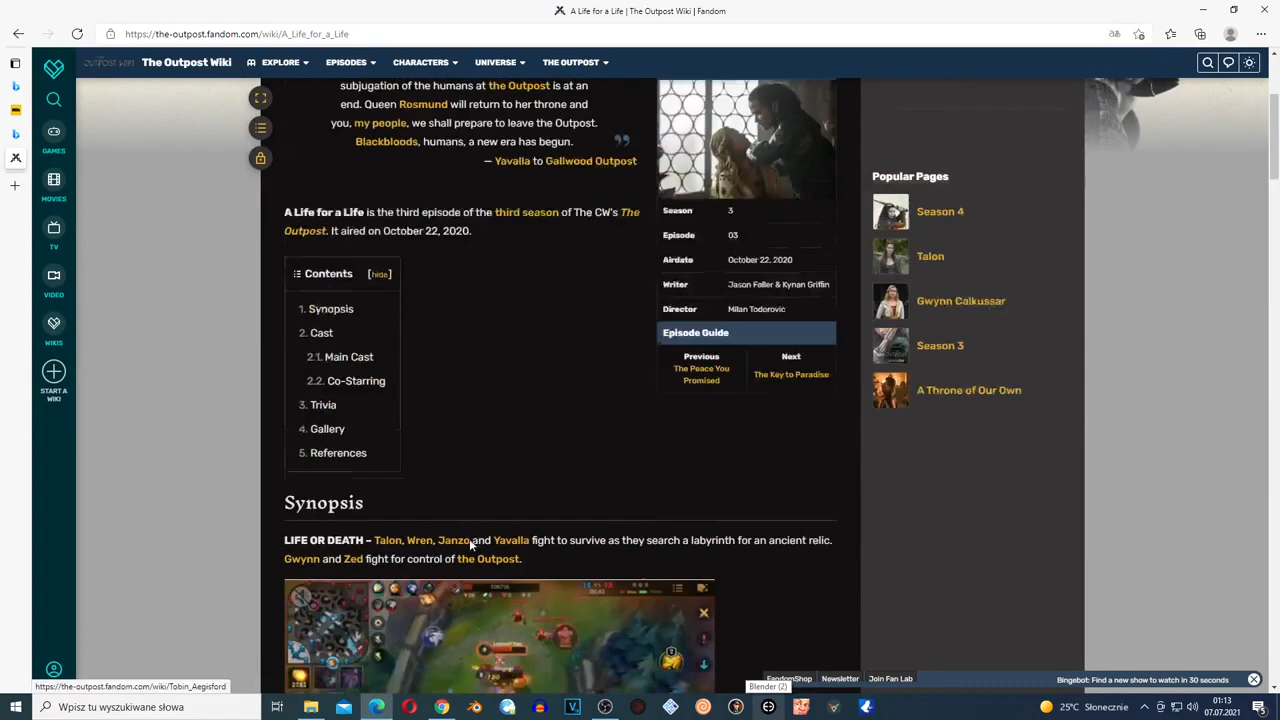 A Life for a Life | The Outpost Wiki | Fandom
https://the-outpost.fandom.com/wiki/A_Life_for_a_Life
The Outpost Wiki
EXPLORE
EPISODES
CHARACTERS
UNIVERSE
THE OUTPOST
GAMES
MOVIES
TV
VIDEO
WIKIS
START A
WIKI
subjugation of the humans at the Outpost is at an
end. Queen Rosmund will return to her throne and
you, my people, we shall prepare to leave the Outpost.
Blackbloods, humans, a new era has begun.
— Yavalla to Gallwood Outpost
A Life for a Life is the third episode of the third season of The CW's The
Outpost. It aired on October 22, 2020.
Contents [hide]
1. Synopsis
2. Cast
2.1. Main Cast
2.2. Co-Starring
3. Trivia
4. Gallery
5. References
Season 3
Episode 03
Airdate October 22, 2020
Writer Jason Faller & Kynan Griffin
Director Milan Todorovic
Episode Guide
Previous Next
The Peace You
Promised
The Key to Paradise
Popular Pages
Season 4
Talon
Gwynn Calkussar
Season 3
A Throne of Our Own
Synopsis
LIFE OR DEATH – Talon, Wren, Janzo and Yavalla fight to survive as they search a labyrinth for an ancient relic.
Gwynn and Zed fight for control of the Outpost.
https://the-outpost.fandom.com/wiki/Tobin_Aegisford
FandomShop Newsletter Join Fan Lab
Bingebot: Find a new show to watch in 30 seconds
Blender (2)
Wpisz tu wyszukiwane słowa
25°C Słonecznie
01:13
07.07.2021